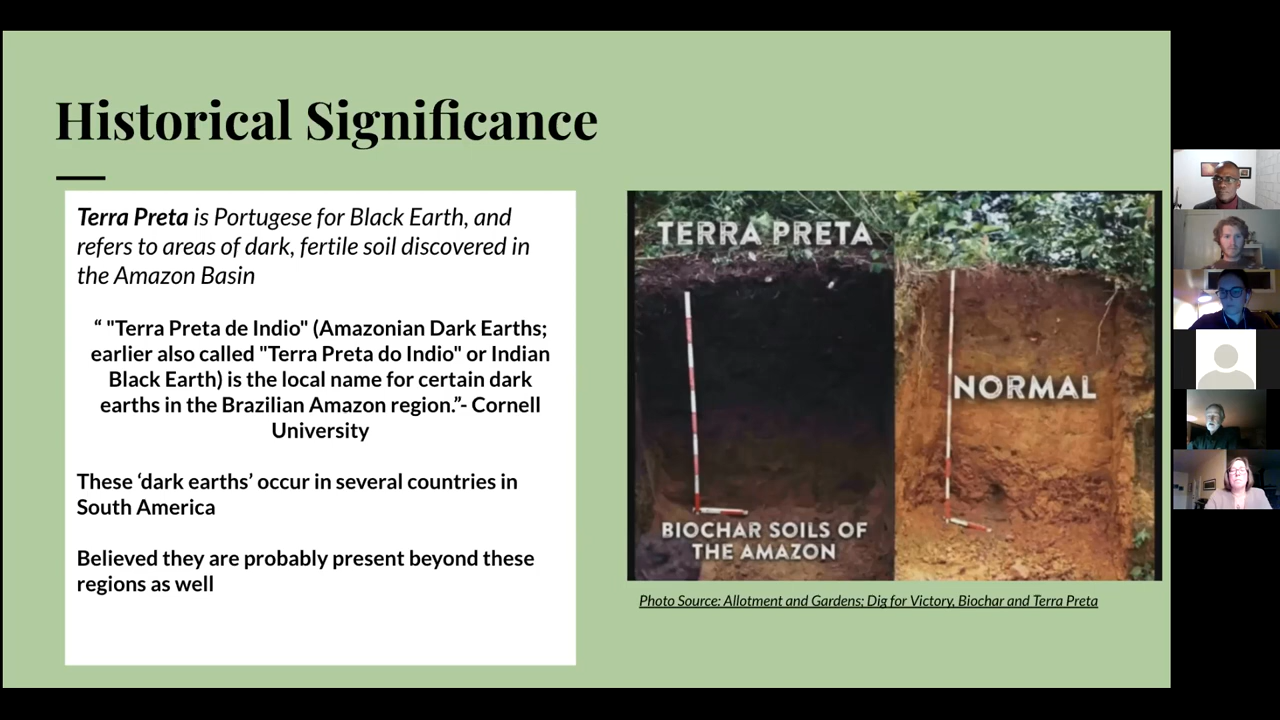 Historical Significance
Terra Preta is Portugese for Black Earth, and
refers to areas of dark, fertile soil discovered in
the Amazon Basin
“ "Terra Preta de Indio" (Amazonian Dark Earths;
earlier also called "Terra Preta do Indio" or Indian
Black Earth) is the local name for certain dark
earths in the Brazilian Amazon region.”- Cornell
University
These ‘dark earths’ occur in several countries in
South America
Believed they are probably present beyond these
regions as well
TERRA PRETA
NORMAL
BIOCHAR SOILS OF
THE AMAZON
Photo Source: Allotment and Gardens; Dig for Victory, Biochar and Terra Preta